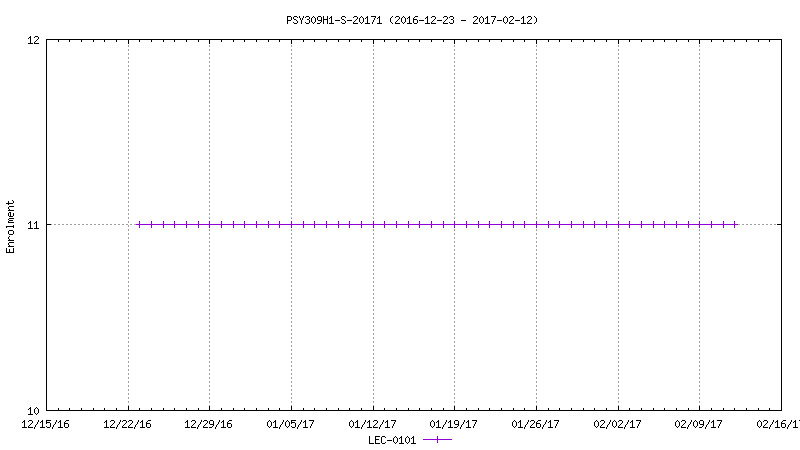 PSY309H1-S-20171 (2016-12-23 - 2017-02-12)
12
11
10
Enrolment
12/15/16 12/22/16 12/29/16 01/05/17 01/12/17 01/19/17 01/26/17 02/02/17 02/09/17 02/16/1
LEC-0101